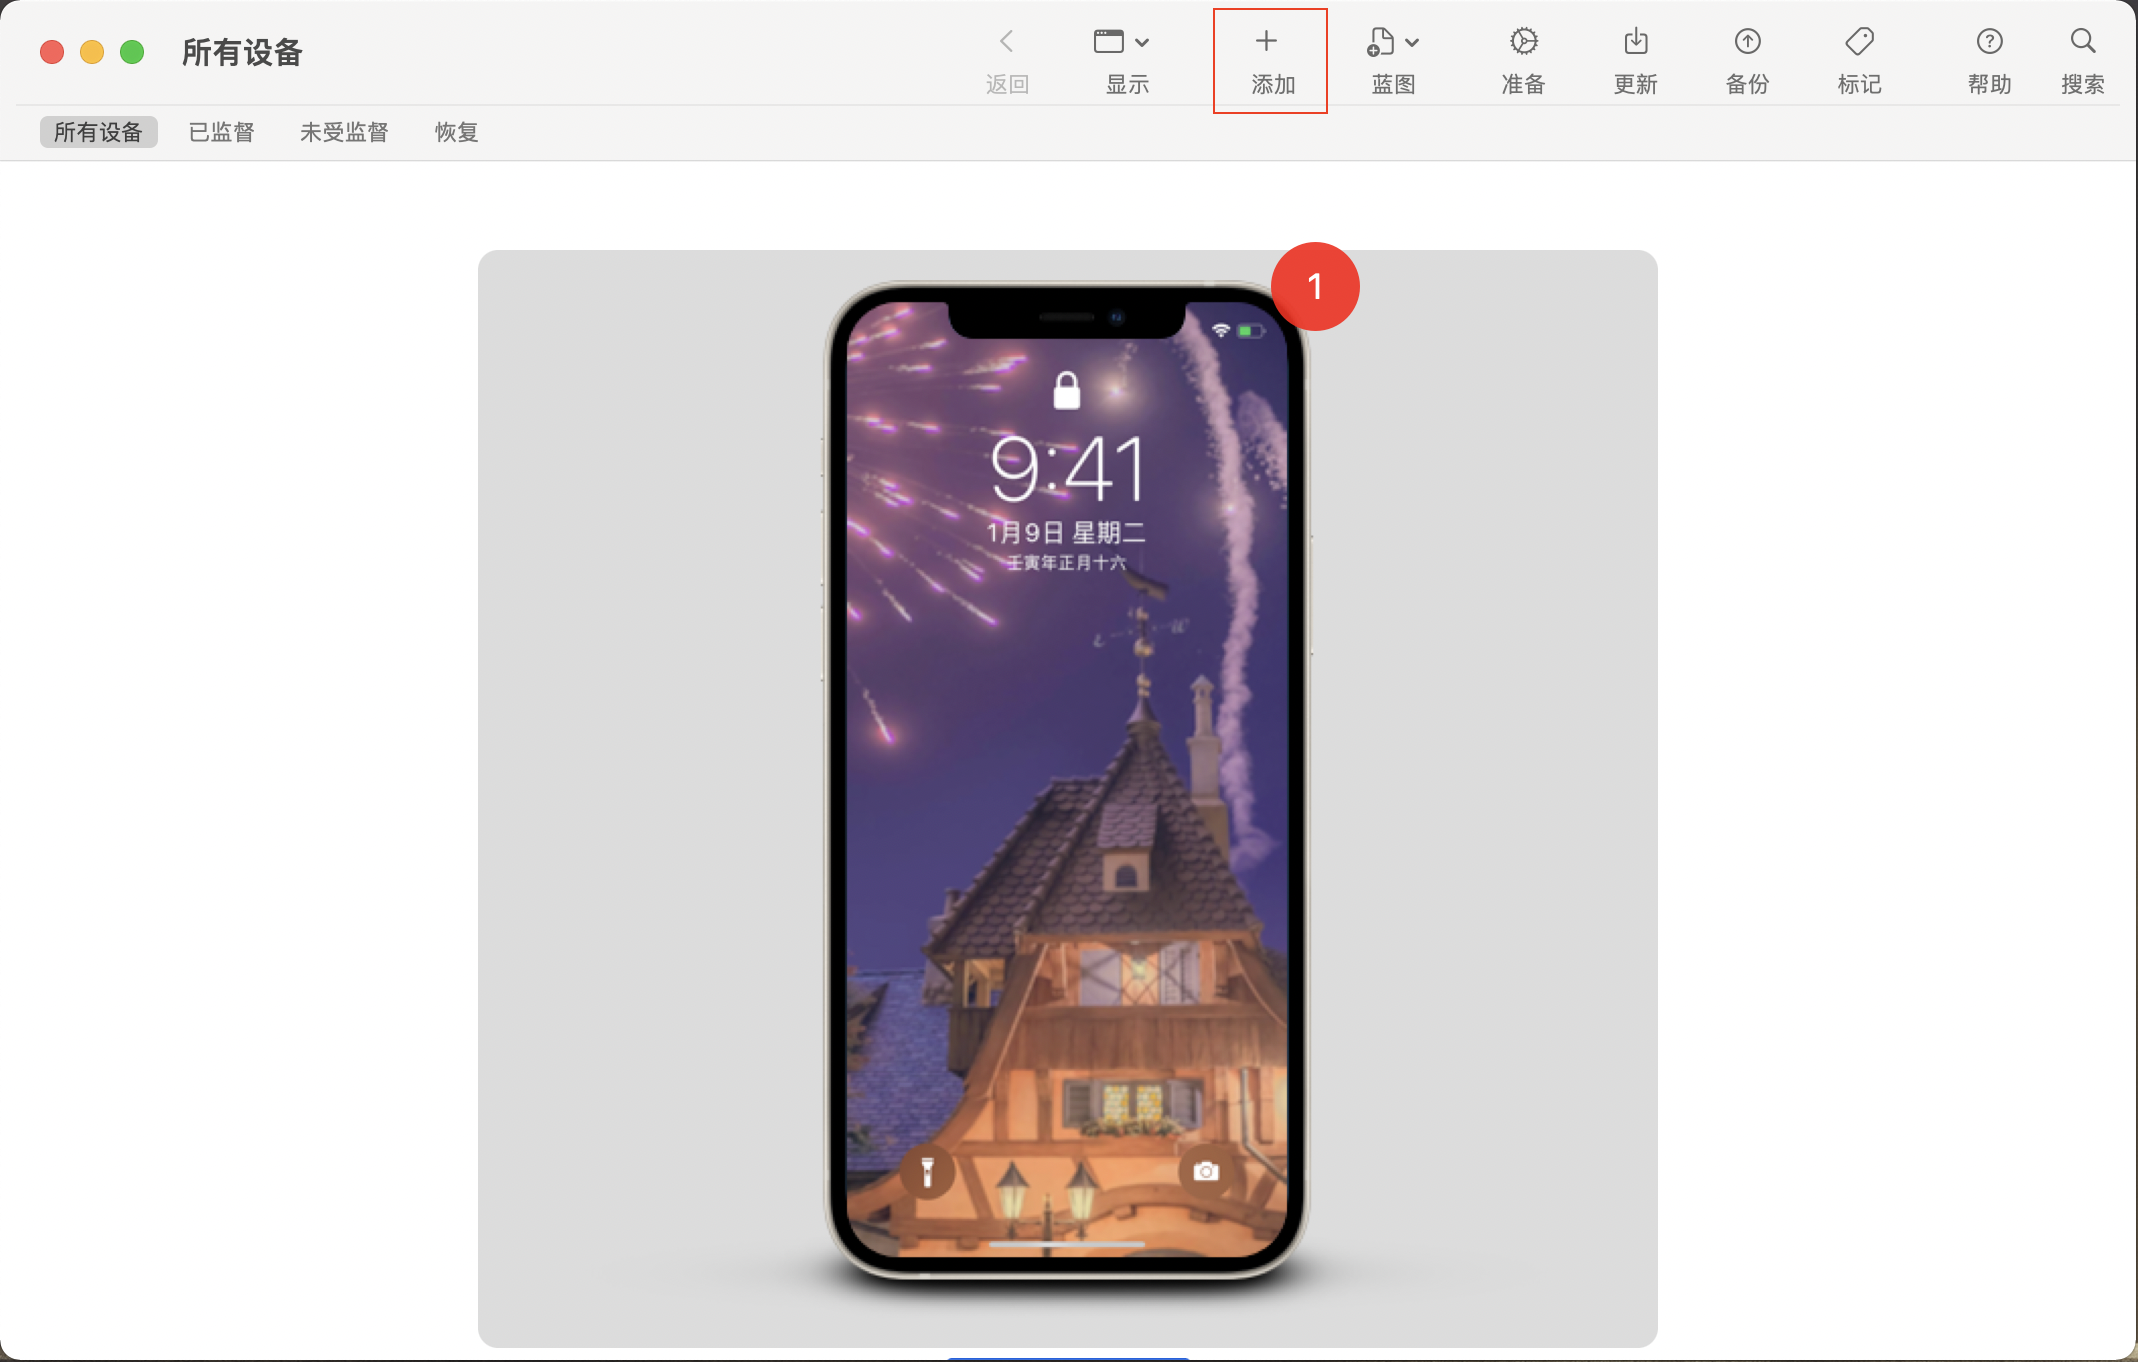 所有设备
返回
显示
添加
蓝图
准备
更新
备份
标记
帮助
搜索
所有设备
已监督
未受监督
恢复
1
9:41
1月9日 星期二
壬寅年正月十六